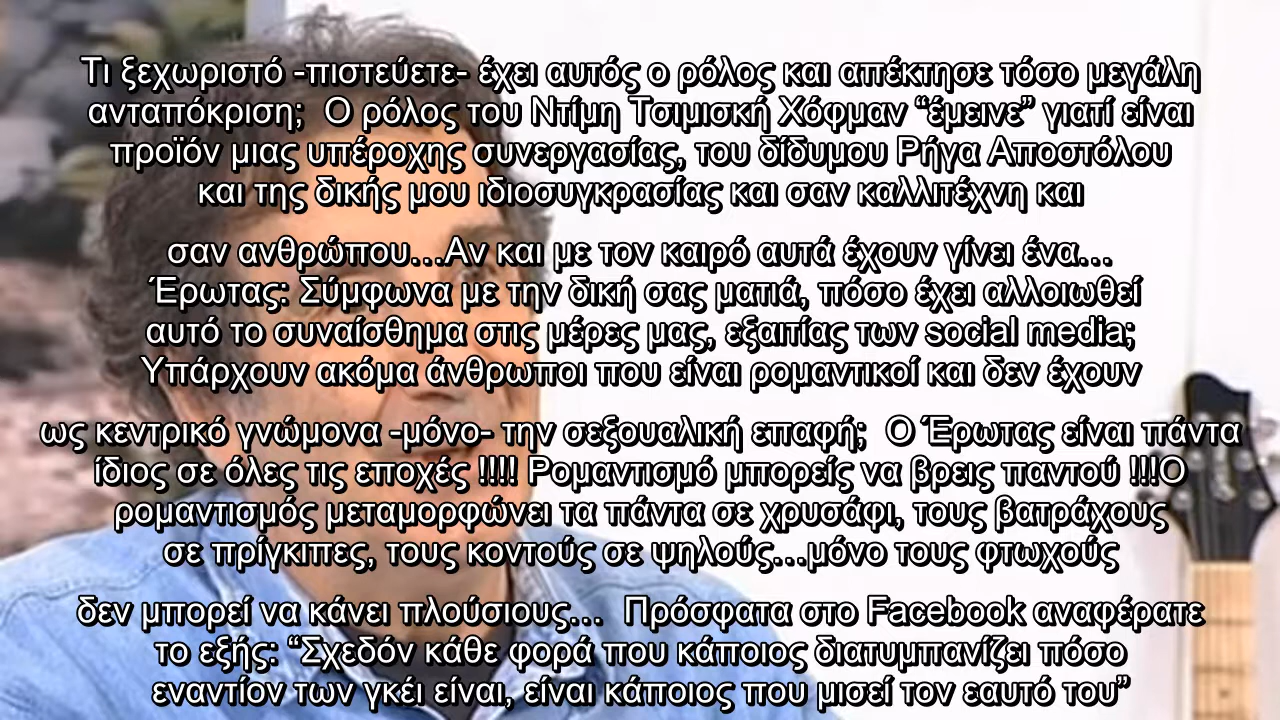 Τι ξεχωριστό -πιστεύετε- έχει αυτός ο ρόλος και απέκτησε τόσο μεγάλη
ανταπόκριση;  Ο ρόλος του Ντίμη Τσιμισκή Χόφμαν “έμεινε” γιατί είναι
προϊόν μιας υπέροχης συνεργασίας, του δίδυμου Ρήγα Αποστόλου
και της δικής μου ιδιοσυγκρασίας και σαν καλλιτέχνη και
σαν ανθρώπου…Αν και με τον καιρό αυτά έχουν γίνει ένα…
Έρωτας: Σύμφωνα με την δική σας ματιά, πόσο έχει αλλοιωθεί
αυτό το συναίσθημα στις μέρες μας, εξαιτίας των social media;
Υπάρχουν ακόμα άνθρωποι που είναι ρομαντικοί και δεν έχουν
ως κεντρικό γνώμονα -μόνο- την σεξουαλική επαφή;  Ο Έρωτας είναι πάντα
ίδιος σε όλες τις εποχές !!!! Ρομαντισμό μπορείς να βρεις παντού !!!Ο
ρομαντισμός μεταμορφώνει τα πάντα σε χρυσάφι, τους βατράχους
σε πρίγκιπες, τους κοντούς σε ψηλούς…μόνο τους φτωχούς
δεν μπορεί να κάνει πλούσιους…  Πρόσφατα στο Facebook αναφέρατε
το εξής: “Σχεδόν κάθε φορά που κάποιος διατυμπανίζει πόσο
εναντίον των γκέι είναι, είναι κάποιος που μισεί τον εαυτό του”